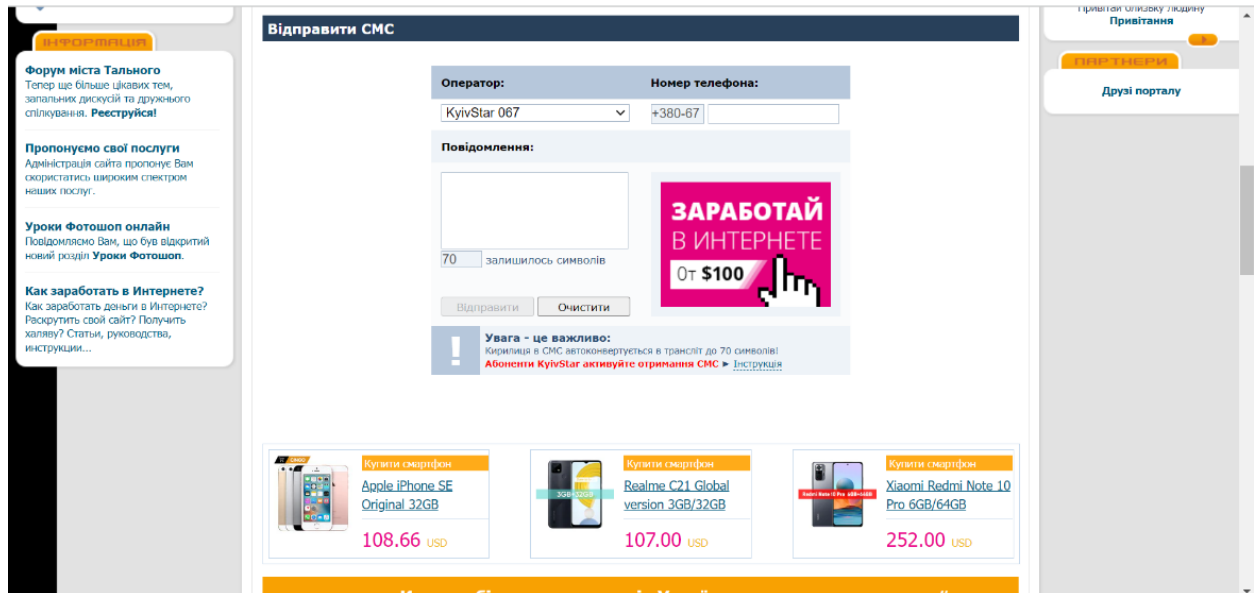 ІНФОРМАЦІЯ
Форум міста Тального
Тепер ще більше цікавих тем,
запальних дискусій та дружнього
спілкування. Реєструйся!
Пропонуємо свої послуги
Адміністрація сайта пропонує Вам
скористатись широким спектром
наших послуг.
Уроки Фотошоп онлайн
Повідомляємо Вам, що був відкритий
новий розділ Уроки Фотошоп.
Как заработать в Интернете?
Как заработать деньги в Интернете?
Раскрутить свой сайт? Получить
халяву? Статьи, руководства,
инструкции...
Відправити СМС
Оператор: Номер телефона:
KyivStar 067 +380-67
Повідомлення:
70 залишилось символів
Відправити Очистити
ЗАРАБОТАЙ
В ИНТЕРНЕТЕ
От $100
! Увага - це важливо:
Кирилиця в СМС автоконвертується в трансліт до 70 символів!
Абоненти KyivStar активуйте отримання СМС ► Інструкція
Купити смартфон
Apple iPhone SE
Original 32GB
108.66 USD
3GB+32GB
Купити смартфон
Realme C21 Global
version 3GB/32GB
107.00 USD
Купити смартфон
Xiaomi Redmi Note 10
Pro 6GB/64GB
252.00 USD
Привітай близьку людину
Привітання
ПАРТНЕРИ
Друзі порталу